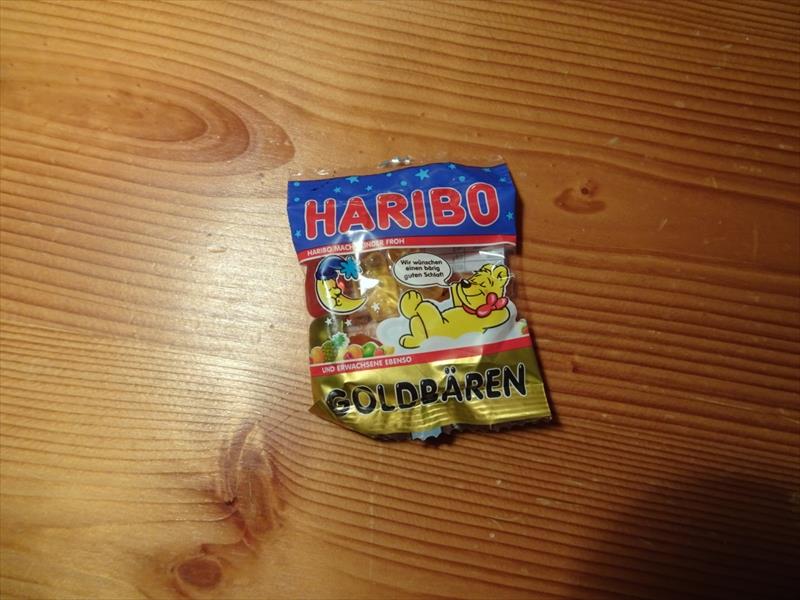 HARIBO
HARIBO MACHT KINDER FROH
Wir wünschen
einen bärig
guten Schlaf!
UND ERWACHSENE EBENSO
GOLDBÄREN